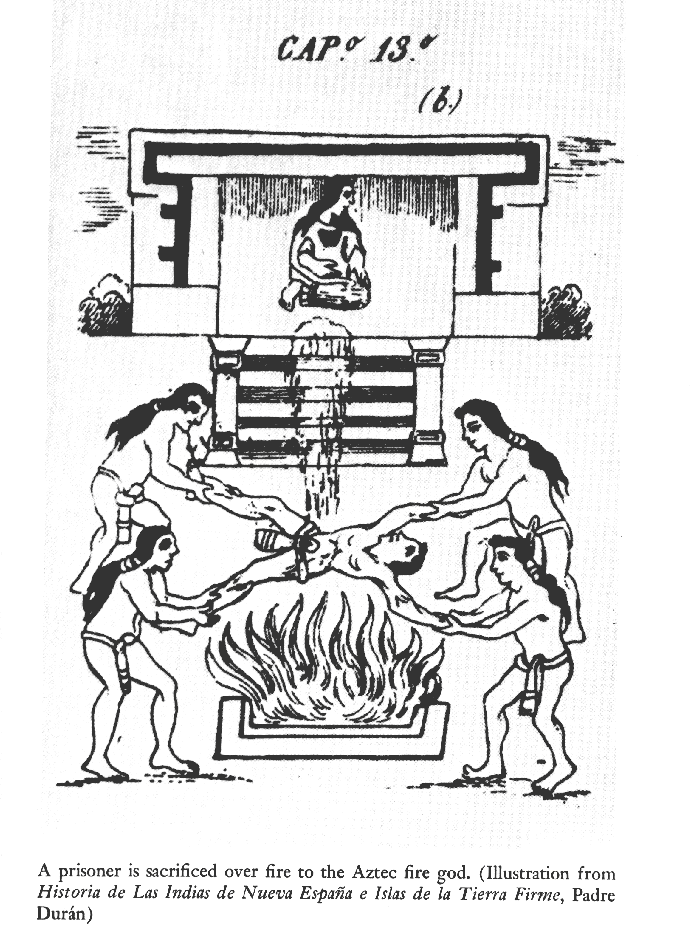 CAP.º 13.º
(b.)
A prisoner is sacrificed over fire to the Aztec fire god. (Illustration from
Historia de Las Indias de Nueva España e Islas de la Tierra Firme, Padre
Durán)